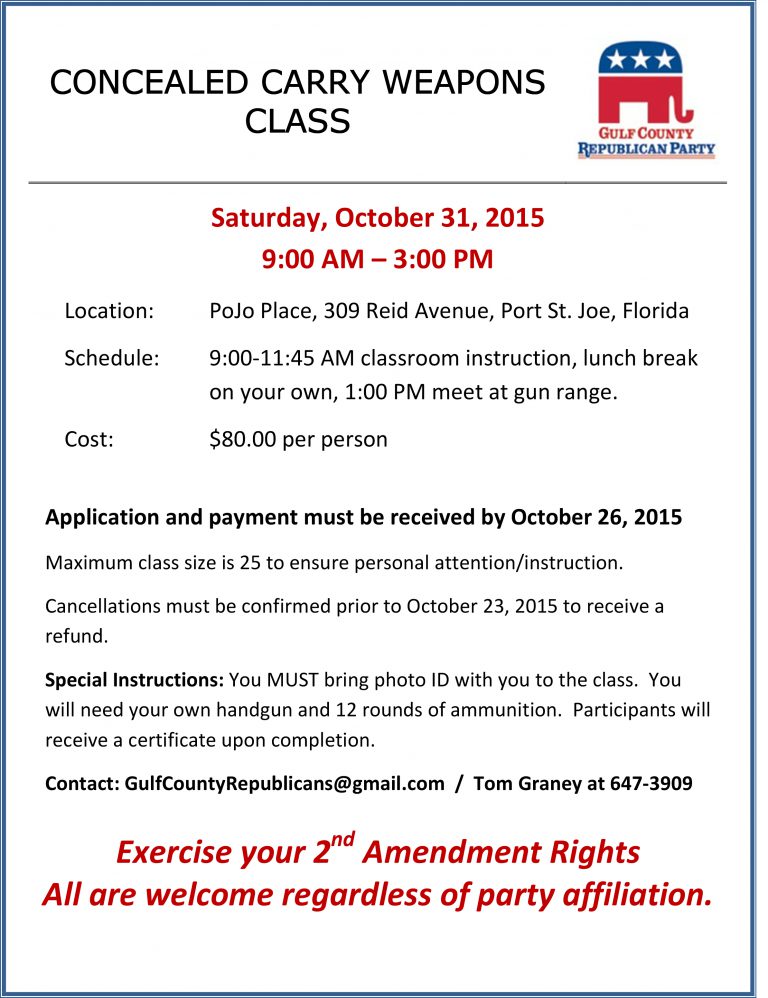 CONCEALED CARRY WEAPONS
CLASS
GULF COUNTY
REPUBLICAN PARTY
Saturday, October 31, 2015
9:00 AM – 3:00 PM
Location: PoJo Place, 309 Reid Avenue, Port St. Joe, Florida
Schedule: 9:00-11:45 AM classroom instruction, lunch break
on your own, 1:00 PM meet at gun range.
Cost: $80.00 per person
Application and payment must be received by October 26, 2015
Maximum class size is 25 to ensure personal attention/instruction.
Cancellations must be confirmed prior to October 23, 2015 to receive a
refund.
Special Instructions: You MUST bring photo ID with you to the class.  You
will need your own handgun and 12 rounds of ammunition.  Participants will
receive a certificate upon completion.
Contact: GulfCountyRepublicans@gmail.com  /  Tom Graney at 647-3909
Exercise your 2nd Amendment Rights
All are welcome regardless of party affiliation.